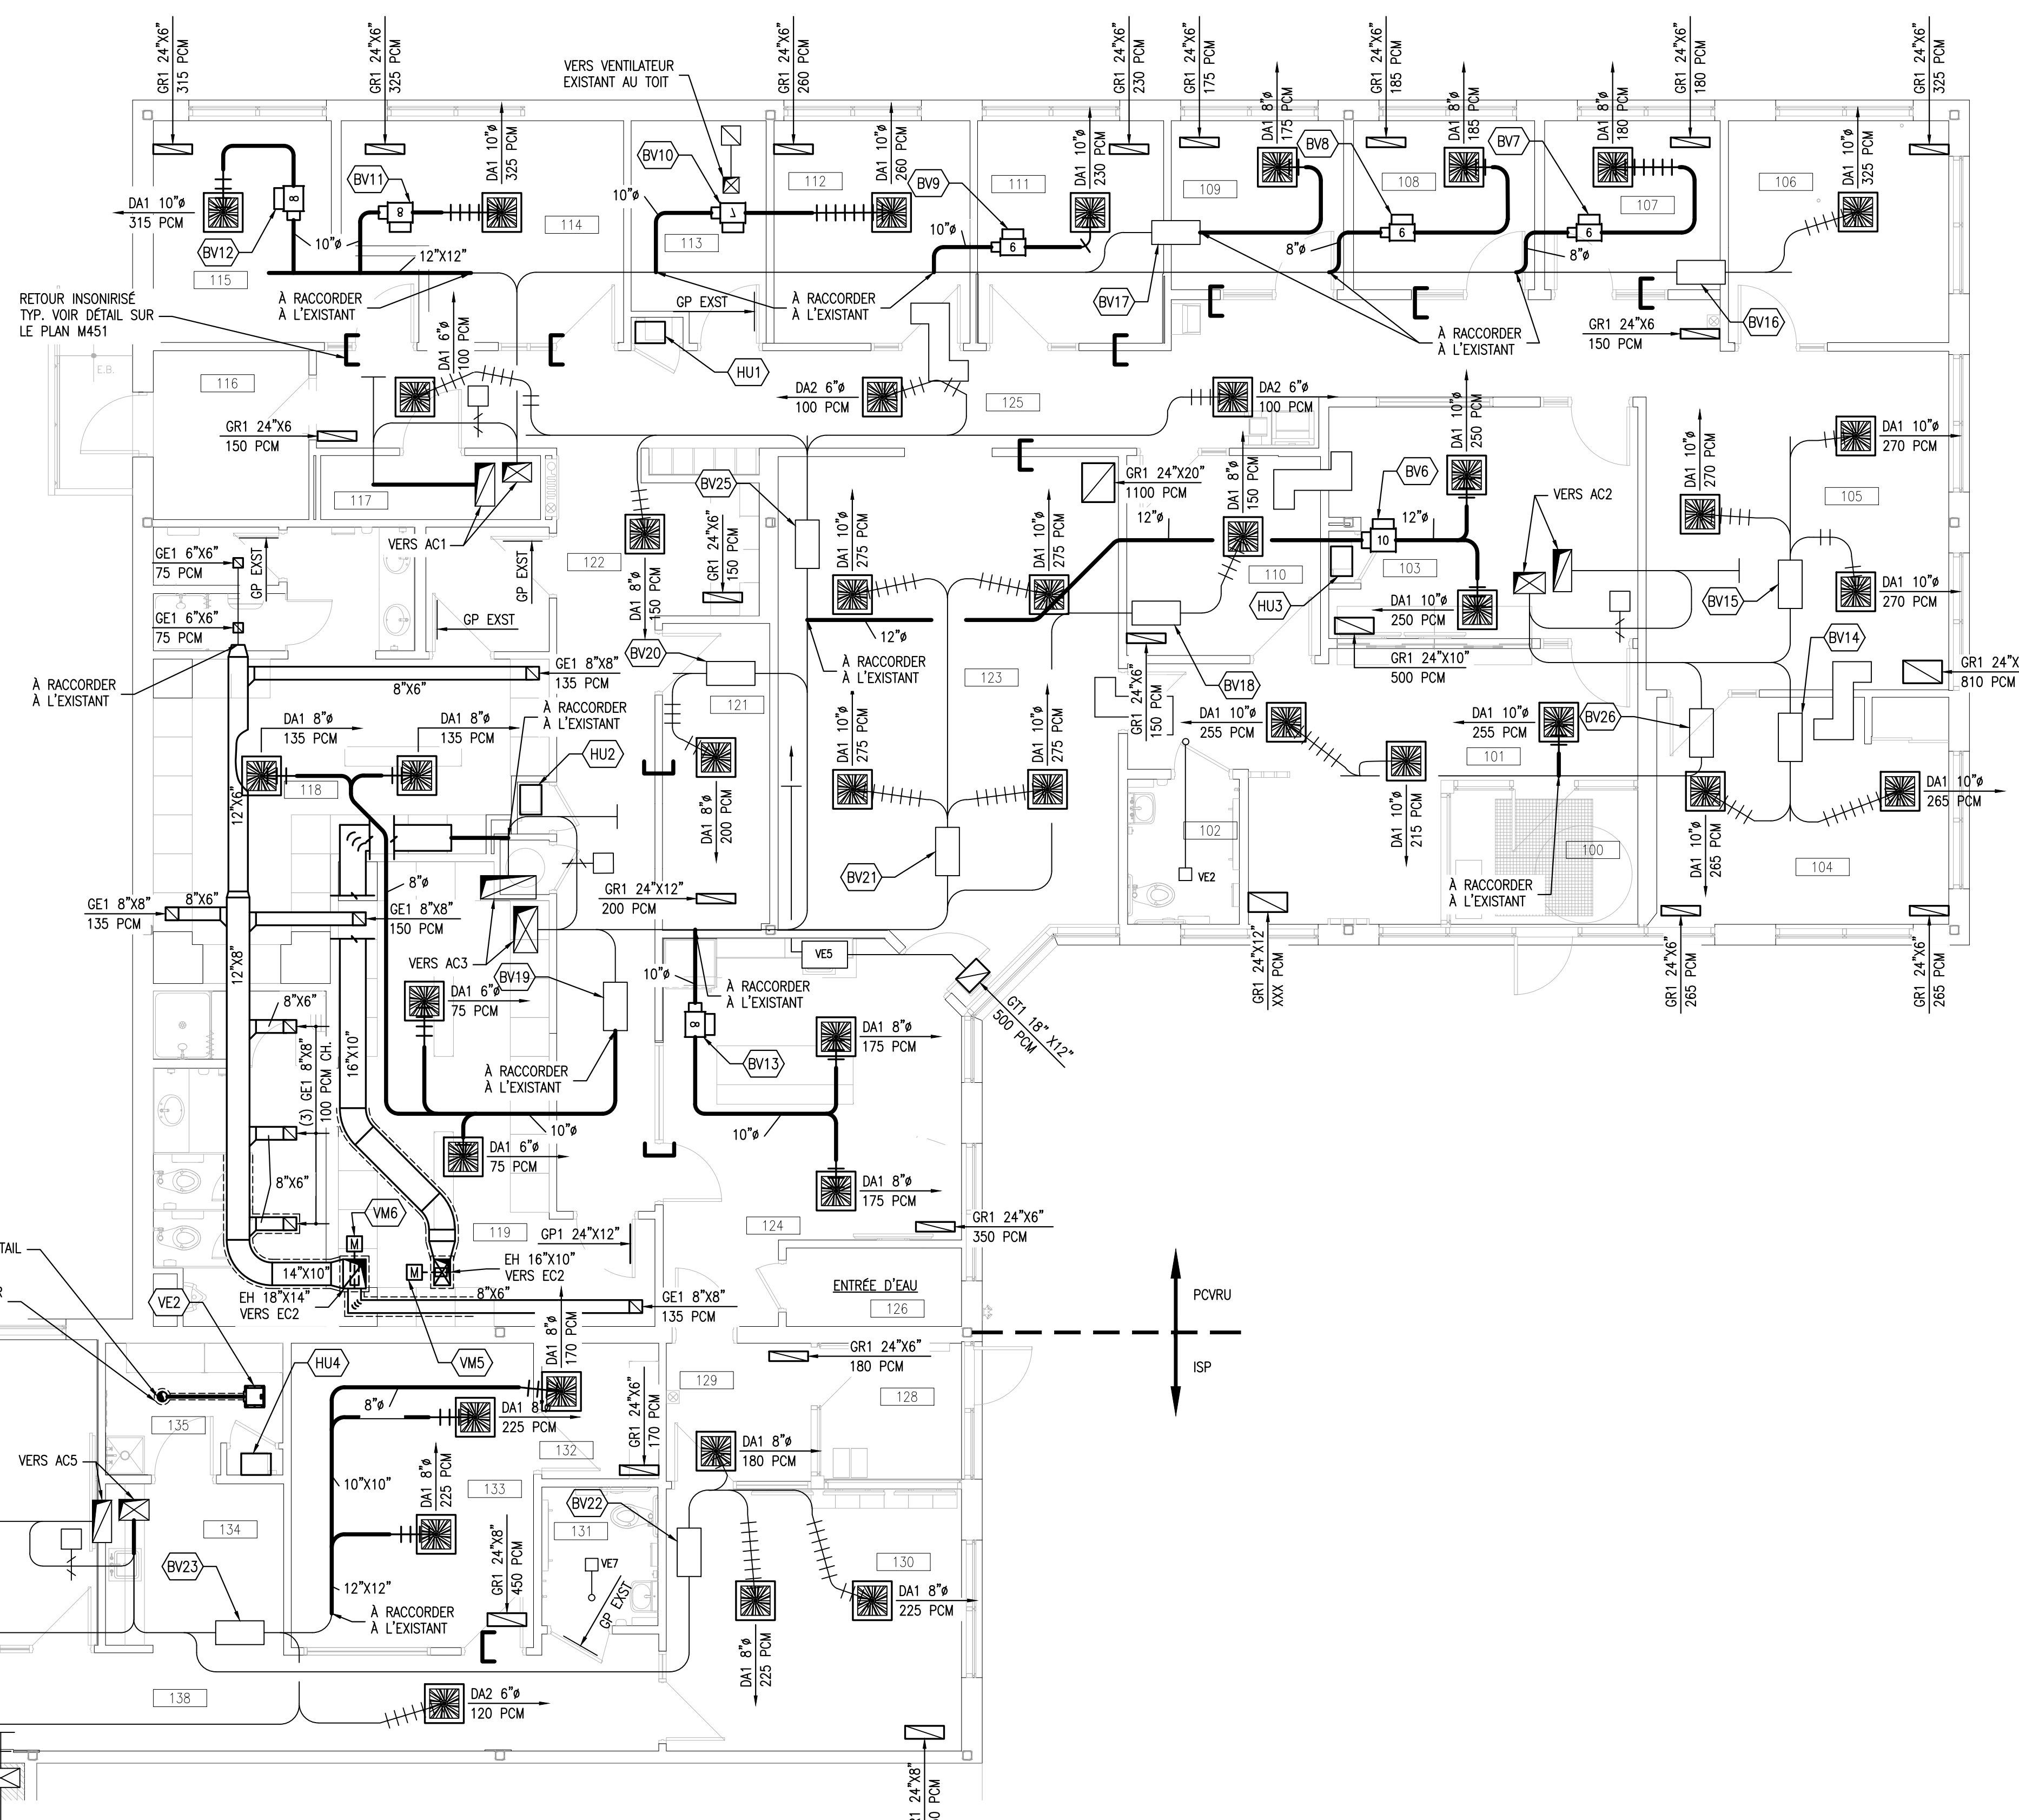 GR1 24"X6"
315 PCM
GR1 24"X6"
325 PCM
VERS VENTILATEUR
EXISTANT AU TOIT
GR1 24"X6"
260 PCM
GR1 24"X6"
230 PCM
GR1 24"X6"
175 PCM
GR1 24"X6"
185 PCM
GR1 24"X6"
180 PCM
GR1 24"X6"
325 PCM
DA1 10"ø
325 PCM
DA1 10"ø
260 PCM
DA1 10"ø
230 PCM
DA1 8"ø
175 PCM
DA1 8"ø
185 PCM
DA1 8"ø
180 PCM
DA1 10"ø
325 PCM
BV10
BV11
BV9
BV8
BV7
DA1 10"ø
315 PCM
BV12
8
8
7
6
6
6
10"ø
10"ø
10"ø
8"ø
8"ø
112
111
109
108
107
106
114
113
115
12"X12"
RETOUR INSONORISÉ
TYP. VOIR DÉTAIL SUR
LE PLAN M451
À RACCORDER
À L'EXISTANT
GP EXST
À RACCORDER
À L'EXISTANT
BV17
BV16
À RACCORDER
À L'EXISTANT
GR1 24"X6
150 PCM
DA1 6"ø
100 PCM
HU1
E.B.
116
GR1 24"X6
150 PCM
DA2 6"ø
100 PCM
125
DA2 6"ø
100 PCM
DA1 10"ø
250 PCM
DA1 10"ø
270 PCM
DA1 10"ø
270 PCM
105
117
VERS AC1
BV25
GR1 24"X20"
1100 PCM
DA1 8"ø
150 PCM
BV6
10
12"ø
12"ø
VERS AC2
GE1 6"X6"
75 PCM
GP EXST
GP EXST
122
GR1 24"X6"
150 PCM
DA1 10"ø
275 PCM
DA1 10"ø
275 PCM
110
HU3
103
DA1 10"ø
250 PCM
BV15
DA1 10"ø
270 PCM
GE1 6"X6"
75 PCM
GP EXST
DA1 8"ø
150 PCM
12"ø
BV14
BV20
À RACCORDER
À L'EXISTANT
123
BV18
GR1 24"X10"
500 PCM
GR1 24"X
810 PCM
À RACCORDER
À L'EXISTANT
8"X6"
GE1 8"X8"
135 PCM
121
GR1 24"X6"
150 PCM
À RACCORDER
À L'EXISTANT
DA1 8"ø
135 PCM
DA1 8"ø
135 PCM
DA1 10"ø
275 PCM
DA1 10"ø
275 PCM
DA1 10"ø
255 PCM
DA1 10"ø
255 PCM
BV26
101
HU2
118
12"X6"
DA1 8"ø
200 PCM
DA1 10"ø
215 PCM
DA1 10"ø
265 PCM
DA1 10"ø
265 PCM
102
100
104
VE2
BV21
À RACCORDER
À L'EXISTANT
8"ø
GE1 8"X8"
135 PCM
8"X6"
GE1 8"X8"
150 PCM
GR1 24"X12"
200 PCM
GR1 24"X12"
XXX PCM
GR1 24"X6"
265 PCM
GR1 24"X6"
265 PCM
12"X8"
VERS AC3
BV19
VE5
10"ø
À RACCORDER
À L'EXISTANT
GT1 18"X12"
500 PCM
8"X6"
DA1 6"ø
75 PCM
8
BV13
DA1 8"ø
175 PCM
(3) GE1 8"X8"
100 PCM CH.
16"X10"
À RACCORDER
À L'EXISTANT
10"ø
10"ø
DA1 6"ø
75 PCM
DA1 8"ø
175 PCM
8"X6"
VM6
119
GP1 24"X12"
124
GR1 24"X6"
350 PCM
TAIL
M
M
14"X10"
EH 16"X10"
VERS EC2
EH 18"X14"
VERS EC2
8"X6"
GE1 8"X8"
135 PCM
ENTRÉE D'EAU
126
PCVRU
ISP
R
VE2
HU4
VM5
DA1 8"ø
170 PCM
GR1 24"X6"
180 PCM
129
128
8"ø
DA1 8"ø
225 PCM
GR1 24"X6"
170 PCM
135
132
DA1 8"ø
180 PCM
VERS AC5
10"X10"
DA1 8"ø
225 PCM
133
BV22
134
131
130
VE7
BV23
12"X12"
À RACCORDER
À L'EXISTANT
GR1 24"X8"
450 PCM
GP EXST
DA1 8"ø
225 PCM
DA1 8"ø
225 PCM
138
DA2 6"ø
120 PCM
R1 24"X8"
0 PCM